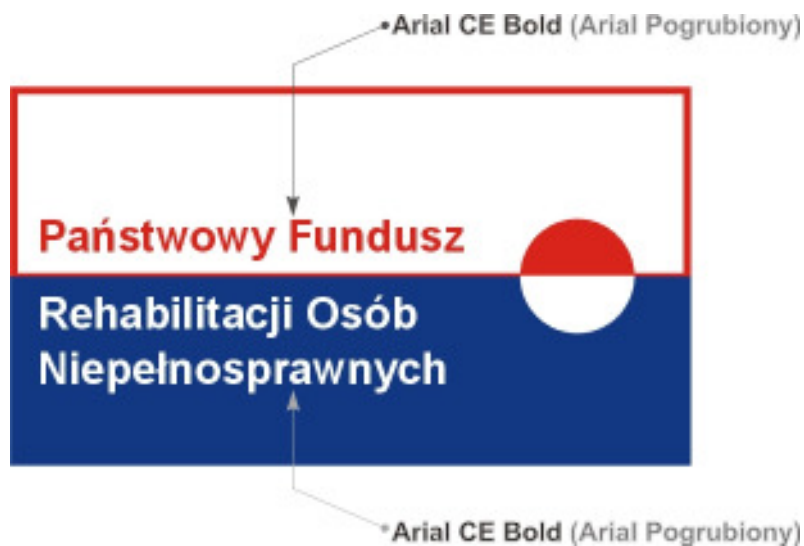 Arial CE Bold (Arial Pogrubiony)
Państwowy Fundusz
Rehabilitacji Osób
Niepełnosprawnych
Arial CE Bold (Arial Pogrubiony)